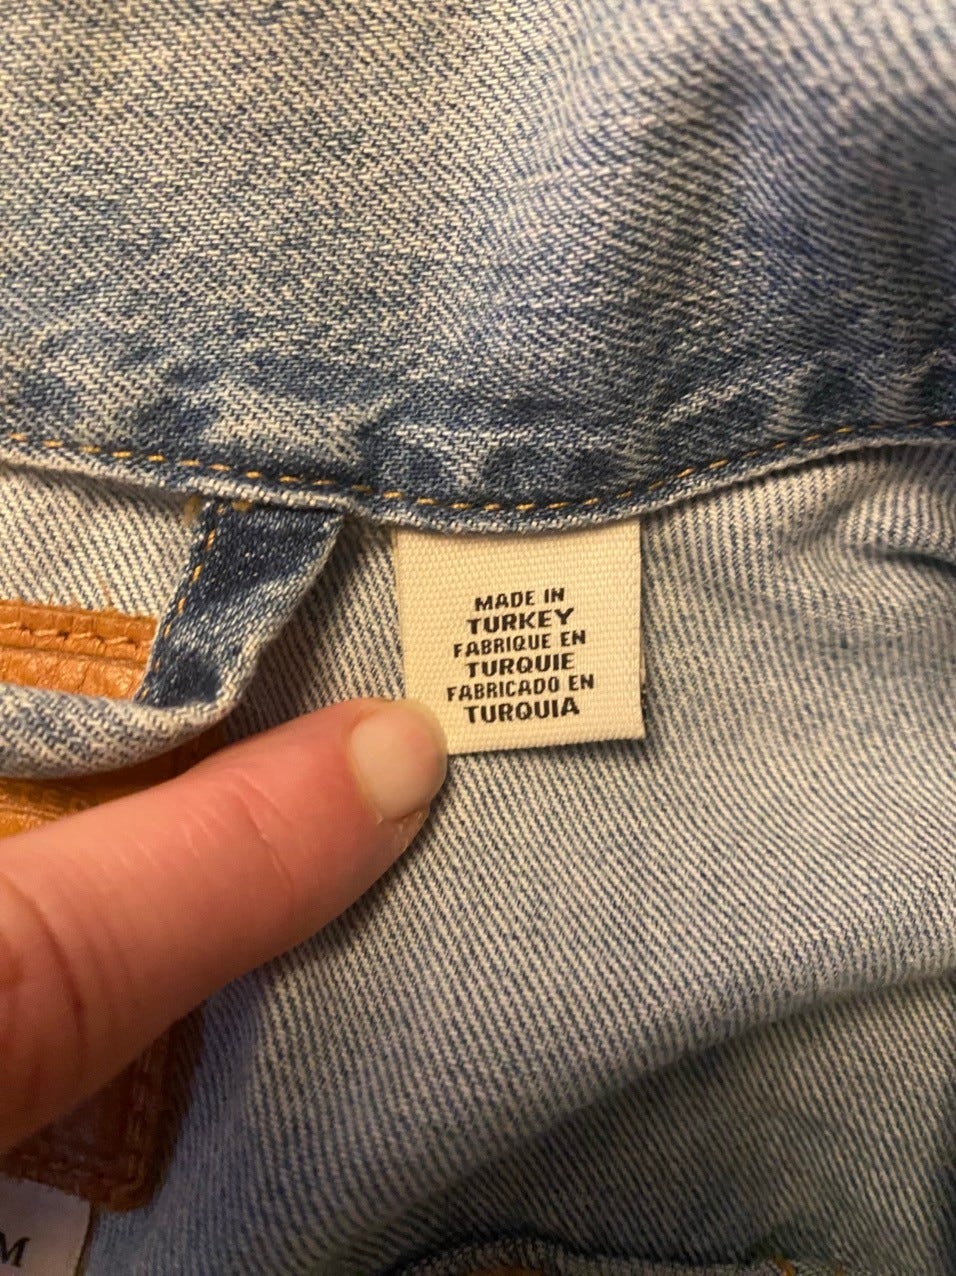 MADE IN
TURKEY
FABRIQUE EN
TURQUIE
FABRICADO EN
TURQUIA
M